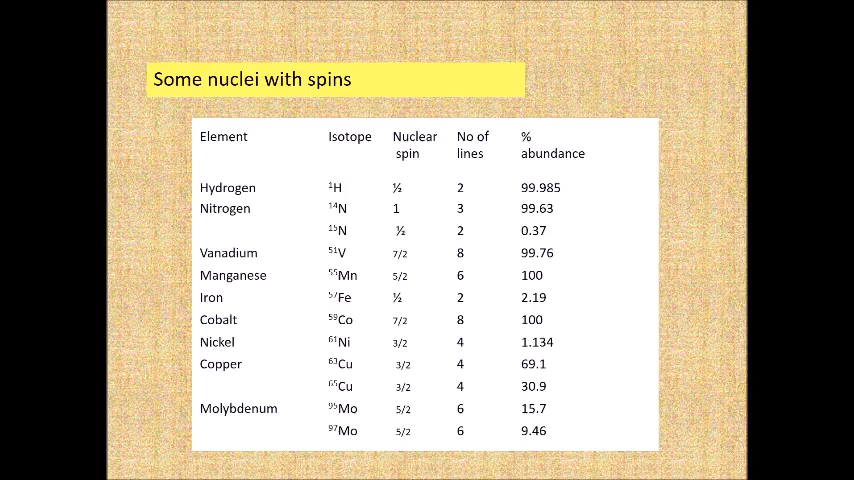 Some nuclei with spins
Element Isotope Nuclear spin No of lines % abundance
Hydrogen ¹H ½ 2 99.985
Nitrogen ¹⁴N 1 3 99.63
¹⁵N ½ 2 0.37
Vanadium ⁵¹V 7/2 8 99.76
Manganese ⁵⁵Mn 5/2 6 100
Iron ⁵⁷Fe ½ 2 2.19
Cobalt ⁵⁹Co 7/2 8 100
Nickel ⁶¹Ni 3/2 4 1.134
Copper ⁶³Cu 3/2 4 69.1
⁶⁵Cu 3/2 4 30.9
Molybdenum ⁹⁵Mo 5/2 6 15.7
⁹⁷Mo 5/2 6 9.46